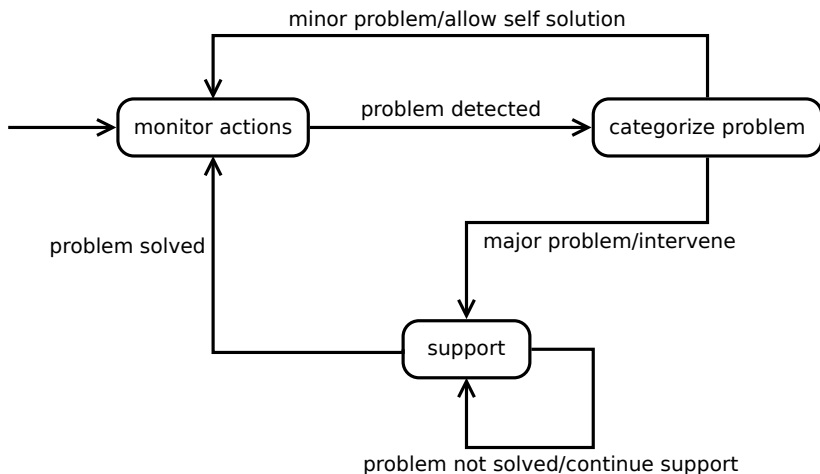 minor problem/allow self solution
monitor actions
problem detected
categorize problem
problem solved
major problem/intervene
support
problem not solved/continue support